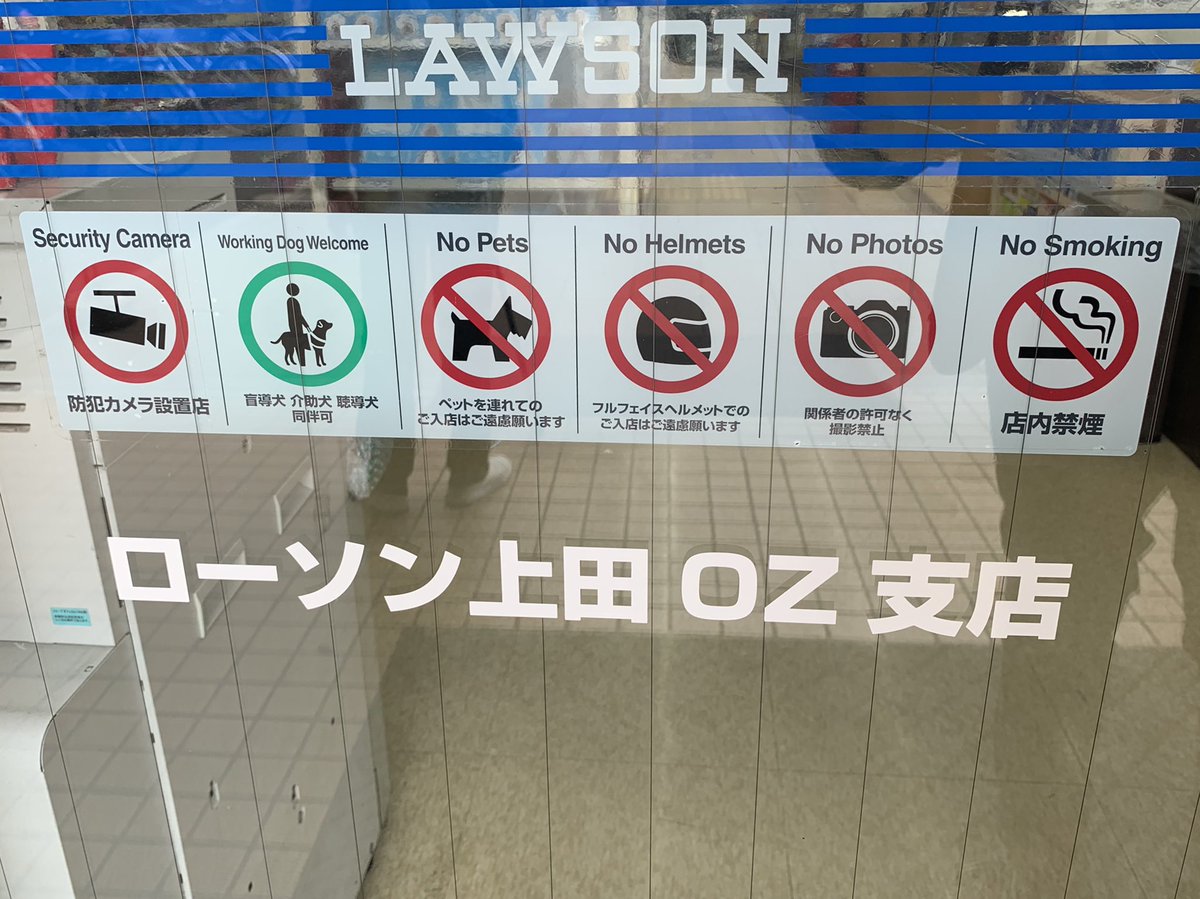 LAWSON
Security Camera
防犯カメラ設置店
Working Dog Welcome
盲導犬 介助犬 聴導犬
同伴可
No Pets
ペットを連れての
ご入店はご遠慮願います
No Helmets
フルフェイスヘルメットでの
ご入店はご遠慮願います
No Photos
関係者の許可なく
撮影禁止
No Smoking
店内禁煙
ローソン上田OZ支店